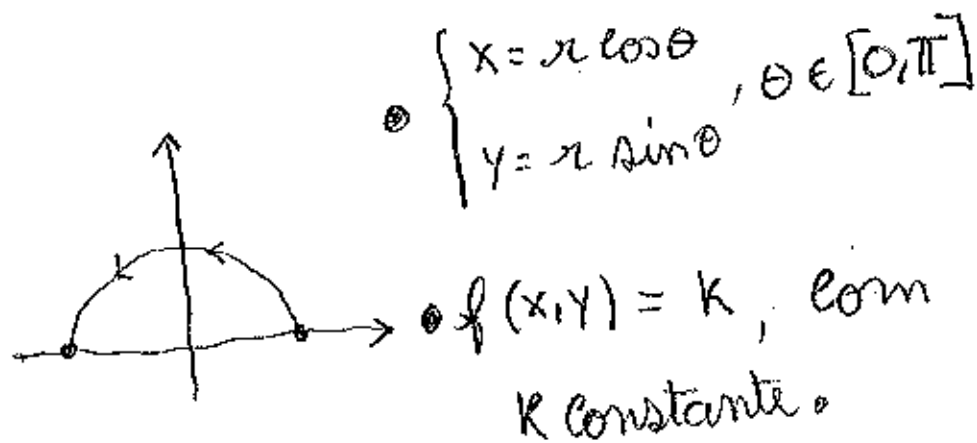 x = r cosθ
, θ ∈ [0, π]
y = r sinθ
f(x,y) = k, com
k constante.